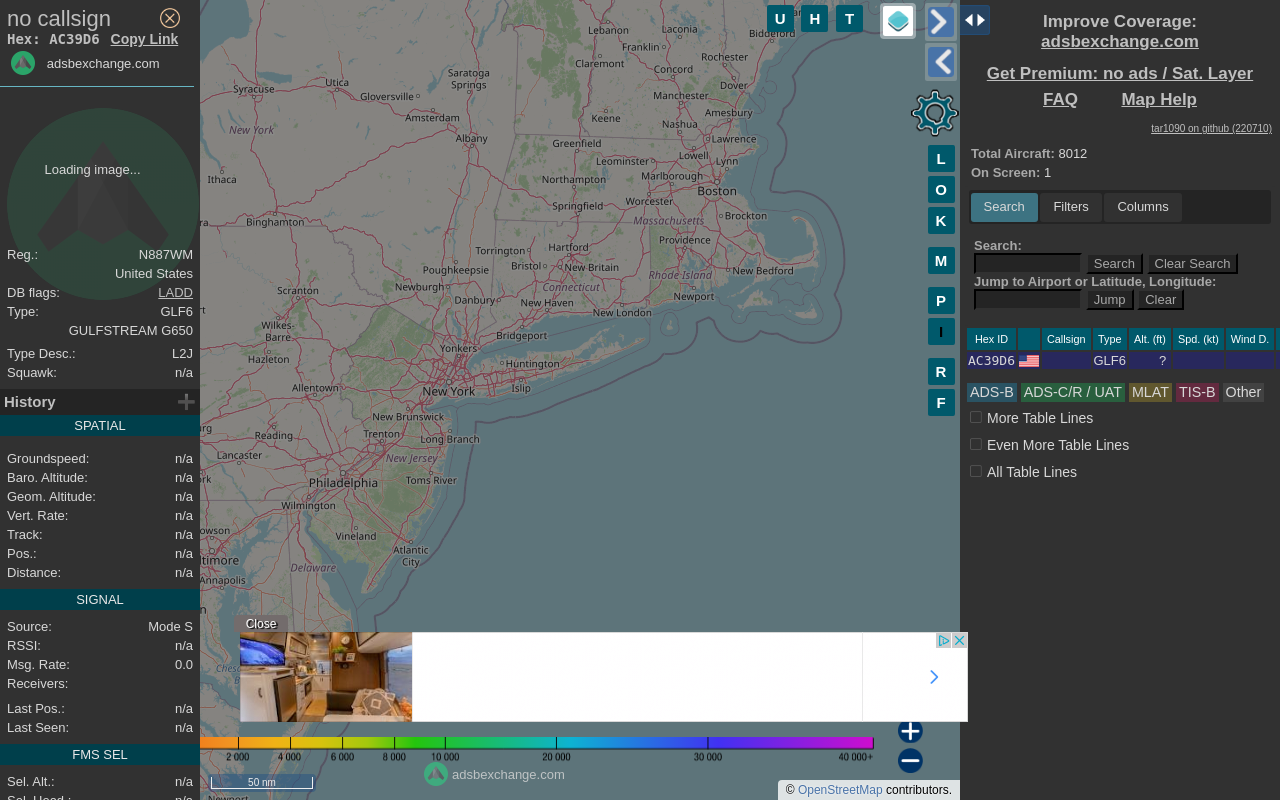 no callsign
Hex: AC39D6 Copy Link
adsbexchange.com
Loading image...
Reg.: N887WM
United States
DB flags: LADD
Type: GLF6
GULFSTREAM G650
Type Desc.: L2J
Squawk: n/a
History
SPATIAL
Groundspeed: n/a
Baro. Altitude: n/a
Geom. Altitude: n/a
Vert. Rate: n/a
Track: n/a
Pos.: n/a
Distance: n/a
SIGNAL
Source: Mode S
RSSI: n/a
Msg. Rate: 0.0
Receivers:
Last Pos.: n/a
Last Seen: n/a
FMS SEL
Sel. Alt.: n/a
Sel. Head.: n/a
U H T
L
O
K
M
P
I
R
F
Lebanon
Laconia
Biddeford
Franklin
Claremont
Rochester
Concord
Dover
Saratoga
Springs
Utica
Syracuse
Gloversville
Manchester
Amesbury
Amsterdam
Keene
Nashua
New York
Albany
Greenfield
Lawrence
Leominster
Lowell
Lynn
Ithaca
Northampton
Marlborough
Boston
Worcester
Springfield
Binghamton
Massachusetts
Brockton
Torrington
Hartford
Providence
Bristol
New Britain
Poughkeepsie
Rhode Island
New Bedford
Connecticut
Scranton
Newburgh
Danbury
New Haven
New London
Newport
Wilkes-
Barre
Bridgeport
Yonkers
Hazleton
Huntington
Islip
Allentown
New York
New Brunswick
Reading
Trenton
Long Branch
Lancaster
New Jersey
Philadelphia
Toms River
Wilmington
Vineland
Atlantic
City
Delaware
Annapolis
Close
2 000 4 000 6 000 8 000 10 000 20 000 30 000 40 000+
adsbexchange.com
50 nm
© OpenStreetMap contributors.
Improve Coverage:
adsbexchange.com
Get Premium: no ads / Sat. Layer
FAQ Map Help
tar1090 on github (220710)
Total Aircraft: 8012
On Screen: 1
Search Filters Columns
Search:
Search Clear Search
Jump to Airport or Latitude, Longitude:
Jump Clear
Hex ID Callsign Type Alt. (ft) Spd. (kt) Wind D.
AC39D6 GLF6 ?
ADS-B ADS-C/R / UAT MLAT TIS-B Other
More Table Lines
Even More Table Lines
All Table Lines